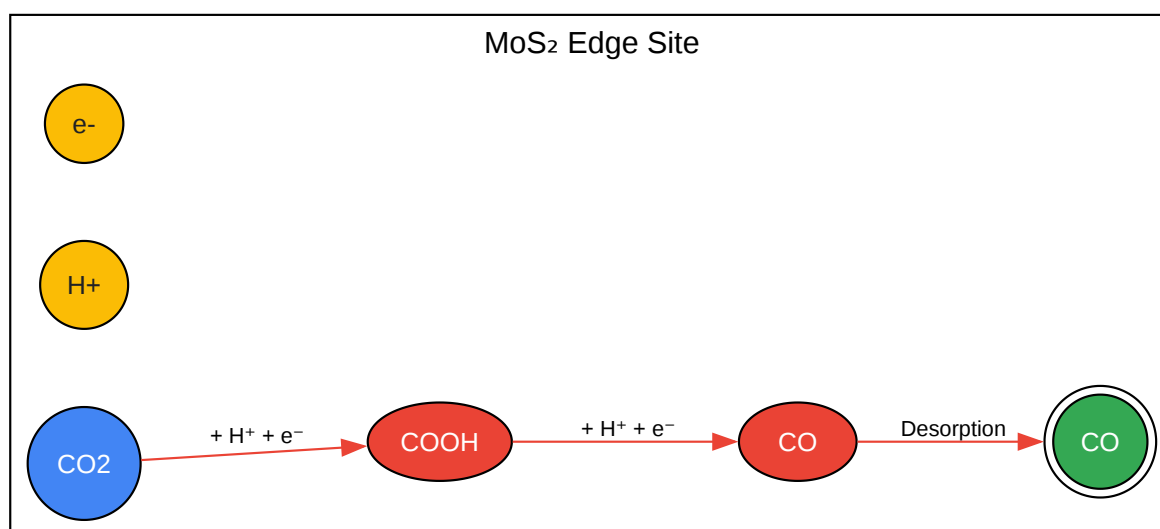 MoS₂ Edge Site
e-
H+
CO2
+ H⁺ + e⁻
COOH
+ H⁺ + e⁻
CO
Desorption
CO